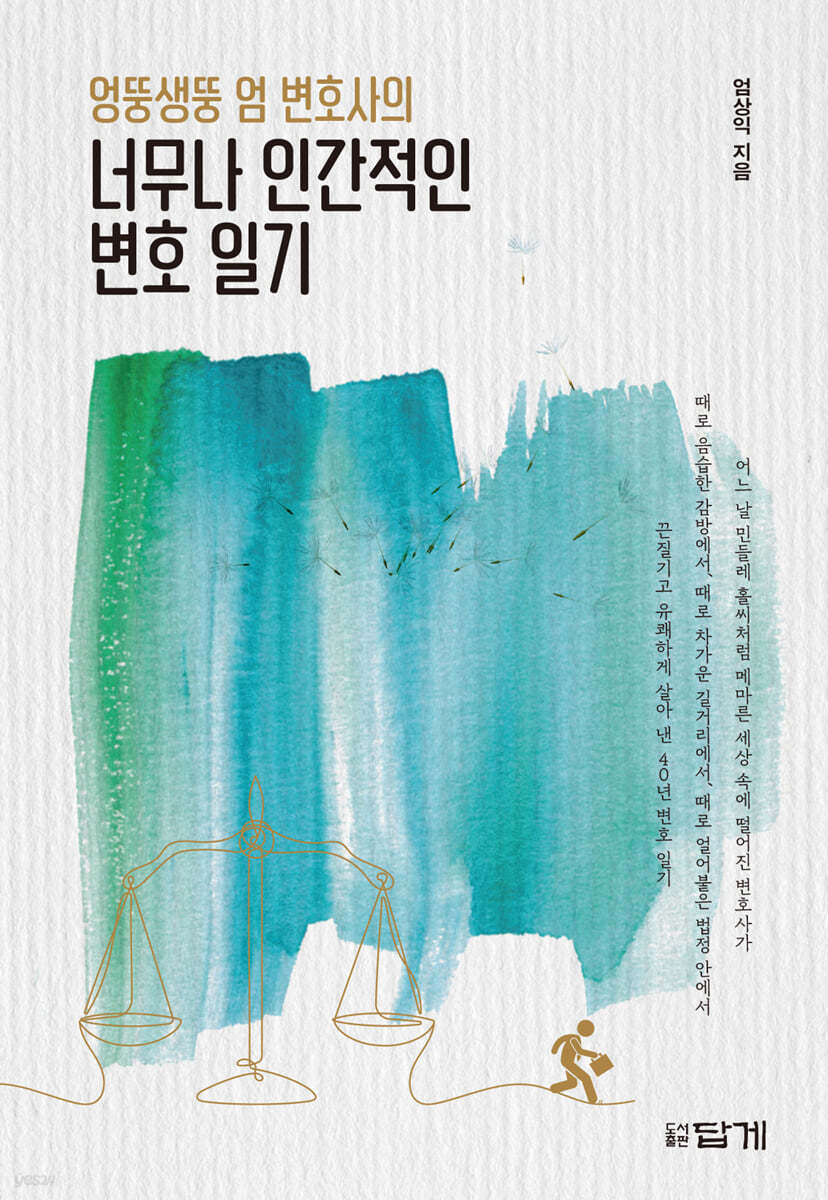 엉뚱생뚱 엄 변호사의
너무나 인간적인
변호 일기
엄상익 지음
어느 날 민들레 홀씨처럼 메마른 세상 속에 떨어진 변호사가
때로 음습한 감방에서, 때로 차가운 길거리에서, 때로 얼어붙은 법정 안에서
끈질기고 유쾌하게 살아 낸 40년 변호 일기
도서
출판 답게
yes24